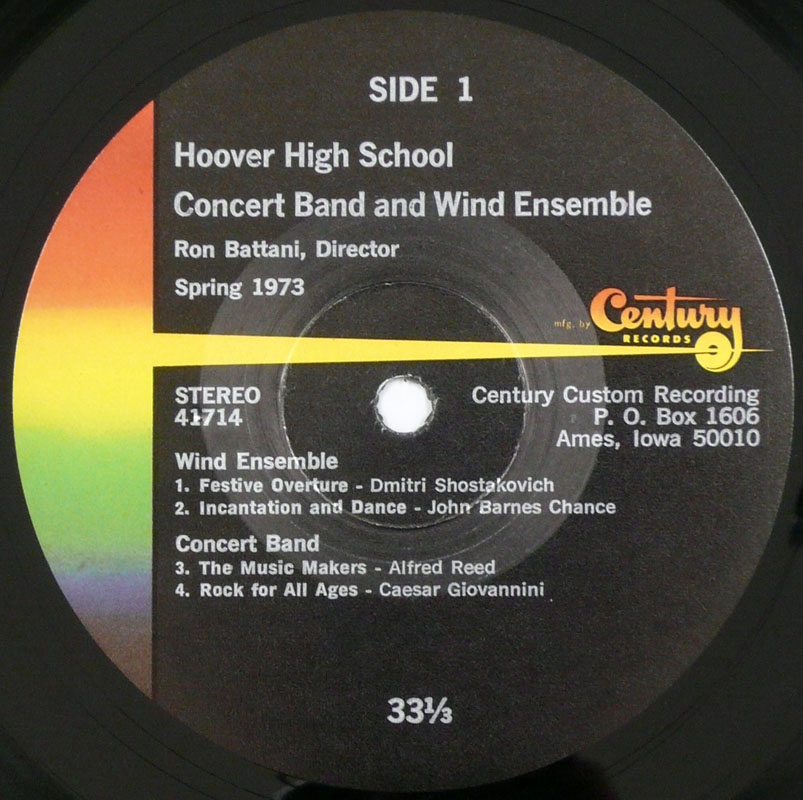 SIDE 1
Hoover High School
Concert Band and Wind Ensemble
Ron Battani, Director
Spring 1973
mfg. by Century
RECORDS
STEREO
41714
Century Custom Recording
P. O. Box 1606
Ames, Iowa 50010
Wind Ensemble
1. Festive Overture - Dmitri Shostakovich
2. Incantation and Dance - John Barnes Chance
Concert Band
3. The Music Makers - Alfred Reed
4. Rock for All Ages - Caesar Giovannini
33⅓